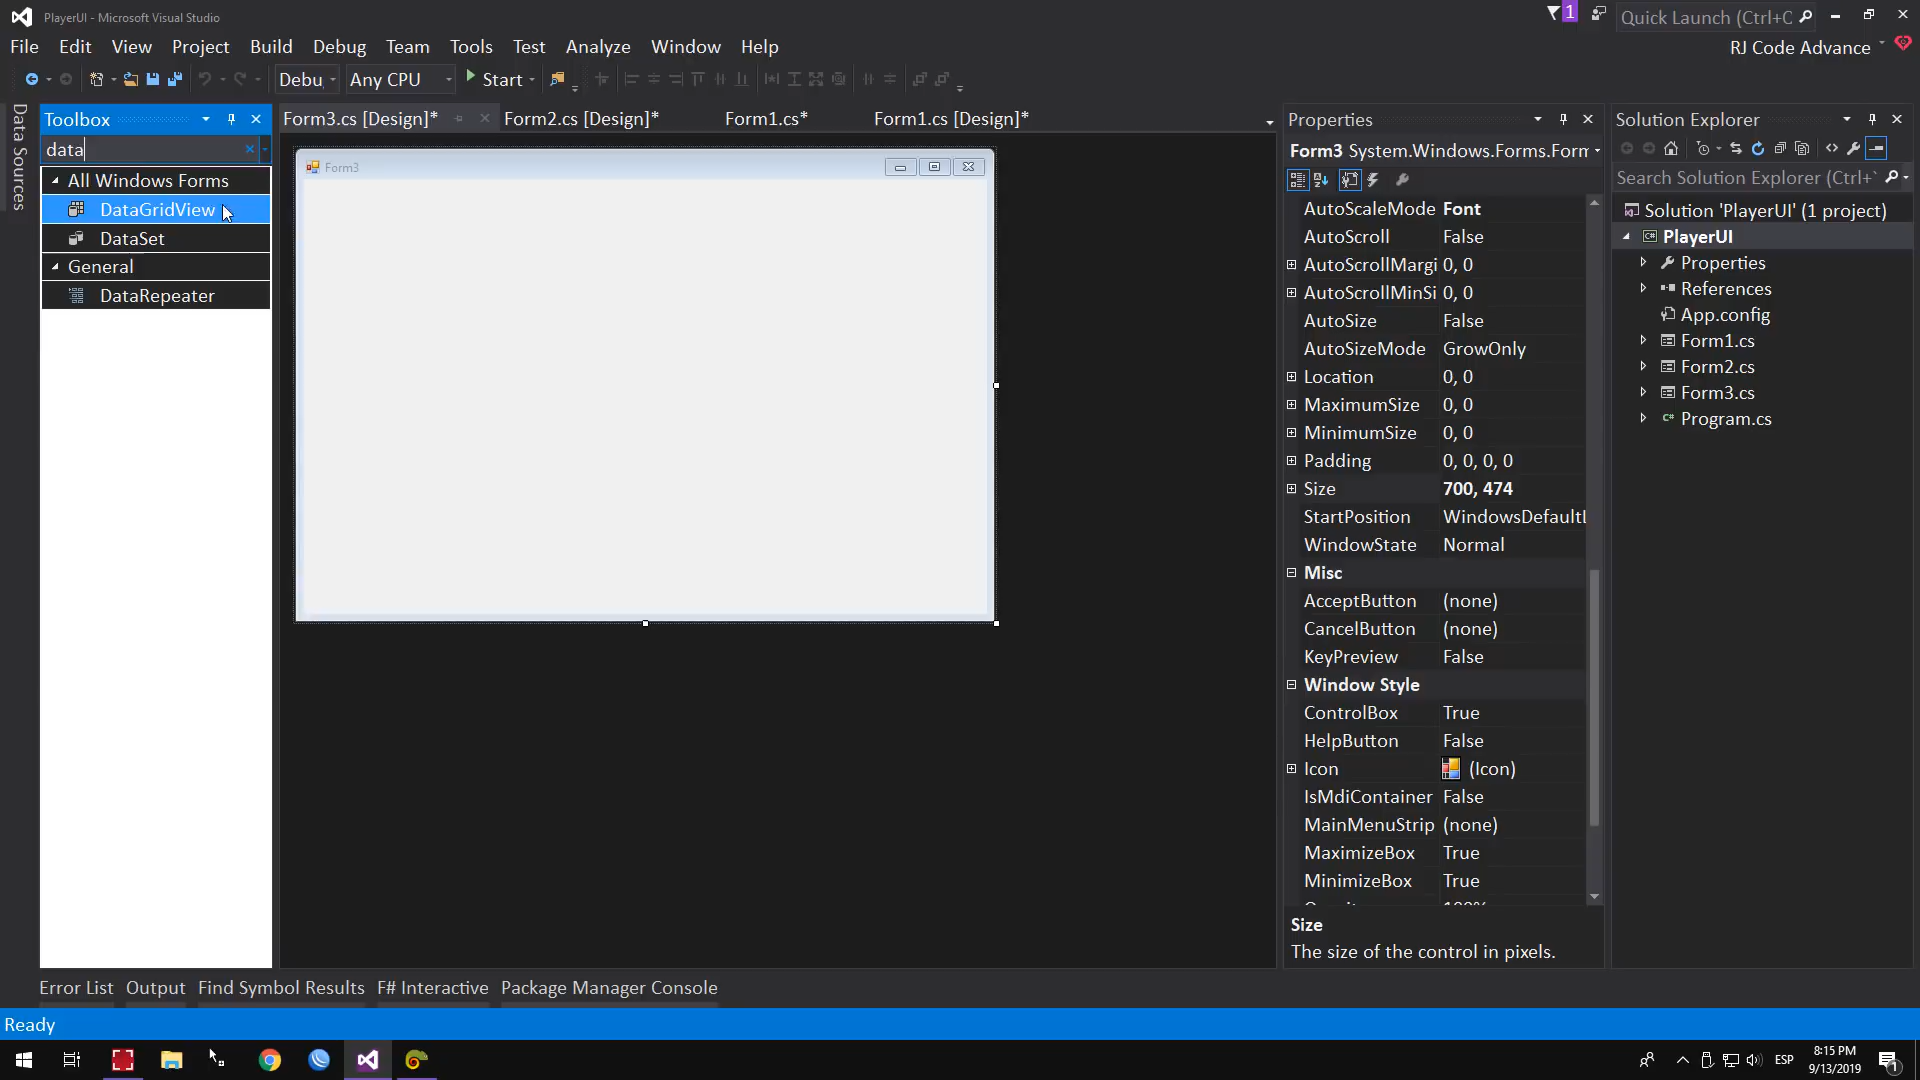 PlayerUI - Microsoft Visual Studio
1
Quick Launch (Ctrl+Q
File Edit View Project Build Debug Team Tools Test Analyze Window Help
RJ Code Advance
Debu Any CPU Start
Data Sources
Toolbox
data
All Windows Forms
DataGridView
DataSet
General
DataRepeater
Form3.cs [Design]* Form2.cs [Design]* Form1.cs* Form1.cs [Design]*
Form3
Properties
Form3 System.Windows.Forms.Form
AutoScaleMode Font
AutoScroll False
AutoScrollMargi 0, 0
AutoScrollMinSi 0, 0
AutoSize False
AutoSizeMode GrowOnly
Location 0, 0
MaximumSize 0, 0
MinimumSize 0, 0
Padding 0, 0, 0, 0
Size 700, 474
StartPosition WindowsDefaultL
WindowState Normal
Misc
AcceptButton (none)
CancelButton (none)
KeyPreview False
Window Style
ControlBox True
HelpButton False
Icon (Icon)
IsMdiContainer False
MainMenuStrip (none)
MaximizeBox True
MinimizeBox True
Size
The size of the control in pixels.
Solution Explorer
Search Solution Explorer (Ctrl+
Solution 'PlayerUI' (1 project)
PlayerUI
Properties
References
App.config
Form1.cs
Form2.cs
Form3.cs
Program.cs
Error List Output Find Symbol Results F# Interactive Package Manager Console
Ready
ESP
8:15 PM
9/13/2019
1